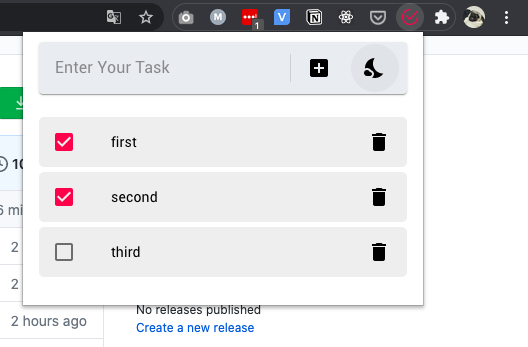 M
1
V
N
Enter Your Task
first
second
third
10
6 mi
2
2
2 hours ago
No releases published
Create a new release